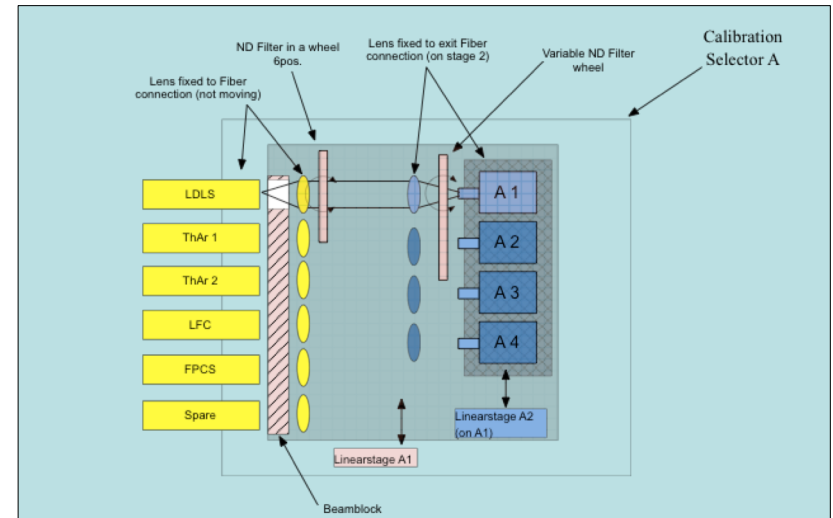 Calibration
Selector A
ND Filter in a wheel
6pos.
Lens fixed to exit Fiber
connection (on stage 2)
Variable ND Filter
wheel
Lens fixed to Fiber
connection (not moving)
LDLS
ThAr 1
ThAr 2
LFC
FPCS
Spare
A 1
A 2
A 3
A 4
Linearstage A2
(on A1)
Linearstage A1
Beamblock